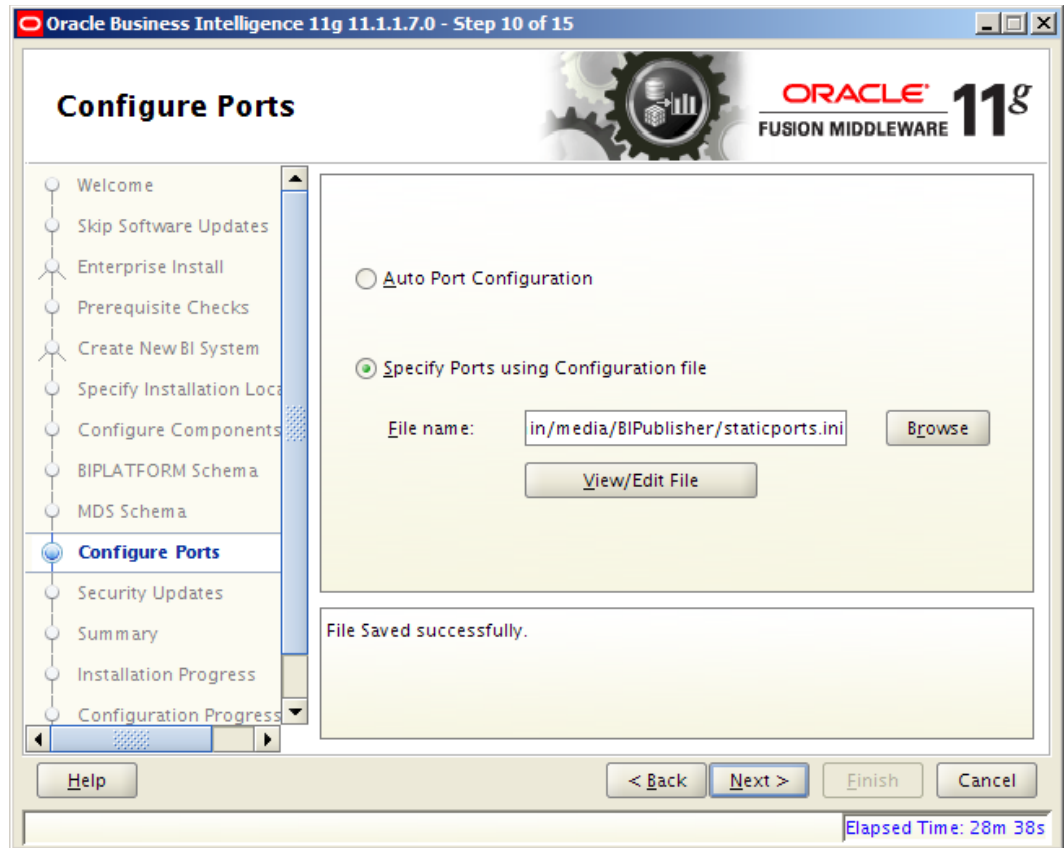 Oracle Business Intelligence 11g 11.1.1.7.0 - Step 10 of 15
Configure Ports
ORACLE
FUSION MIDDLEWARE
11g
Welcome
Skip Software Updates
Enterprise Install
Prerequisite Checks
Create New BI System
Specify Installation Loca
Configure Components
BIPLATFORM Schema
MDS Schema
Configure Ports
Security Updates
Summary
Installation Progress
Configuration Progress
Auto Port Configuration
Specify Ports using Configuration file
File name: in/media/BIPublisher/staticports.ini Browse
View/Edit File
File Saved successfully.
Help < Back Next > Finish Cancel
Elapsed Time: 28m 38s